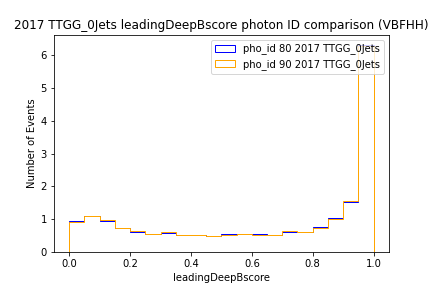 2017 TTGG_0Jets leadingDeepBscore photon ID comparison (VBFHH)
pho_id 80 2017 TTGG_0Jets
pho_id 90 2017 TTGG_0Jets
Number of Events
6
5
4
3
2
1
0
0.0 0.2 0.4 0.6 0.8 1.0
leadingDeepBscore